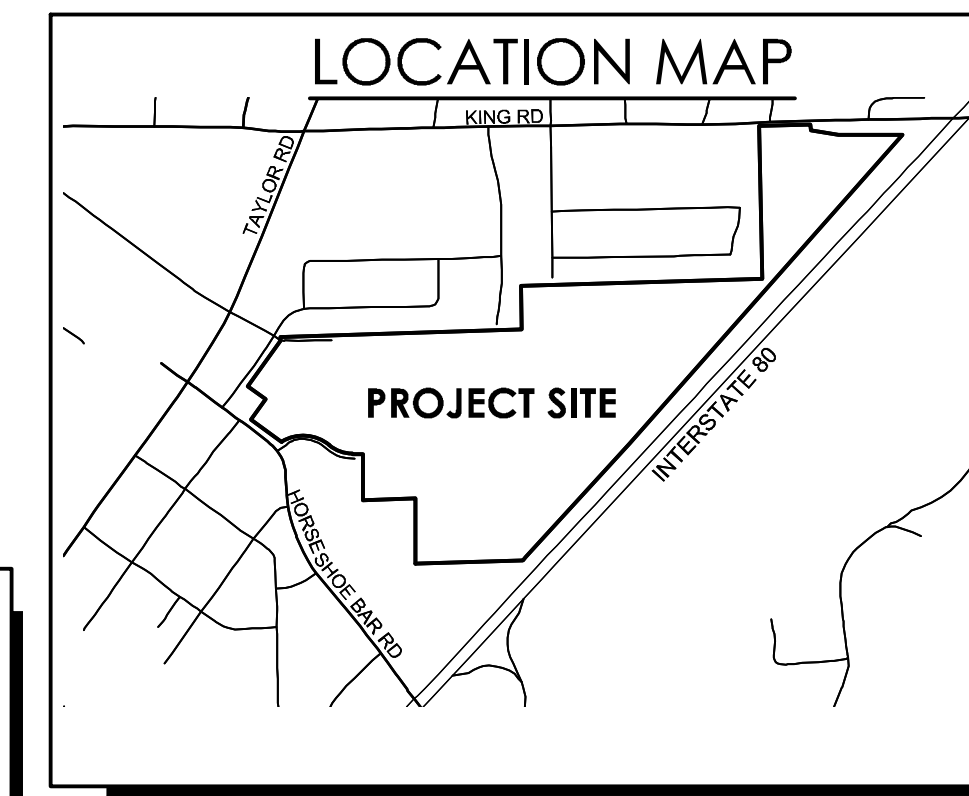 LOCATION MAP
KING RD
TAYLOR RD
PROJECT SITE
INTERSTATE 80
HORSESHOE BAR RD